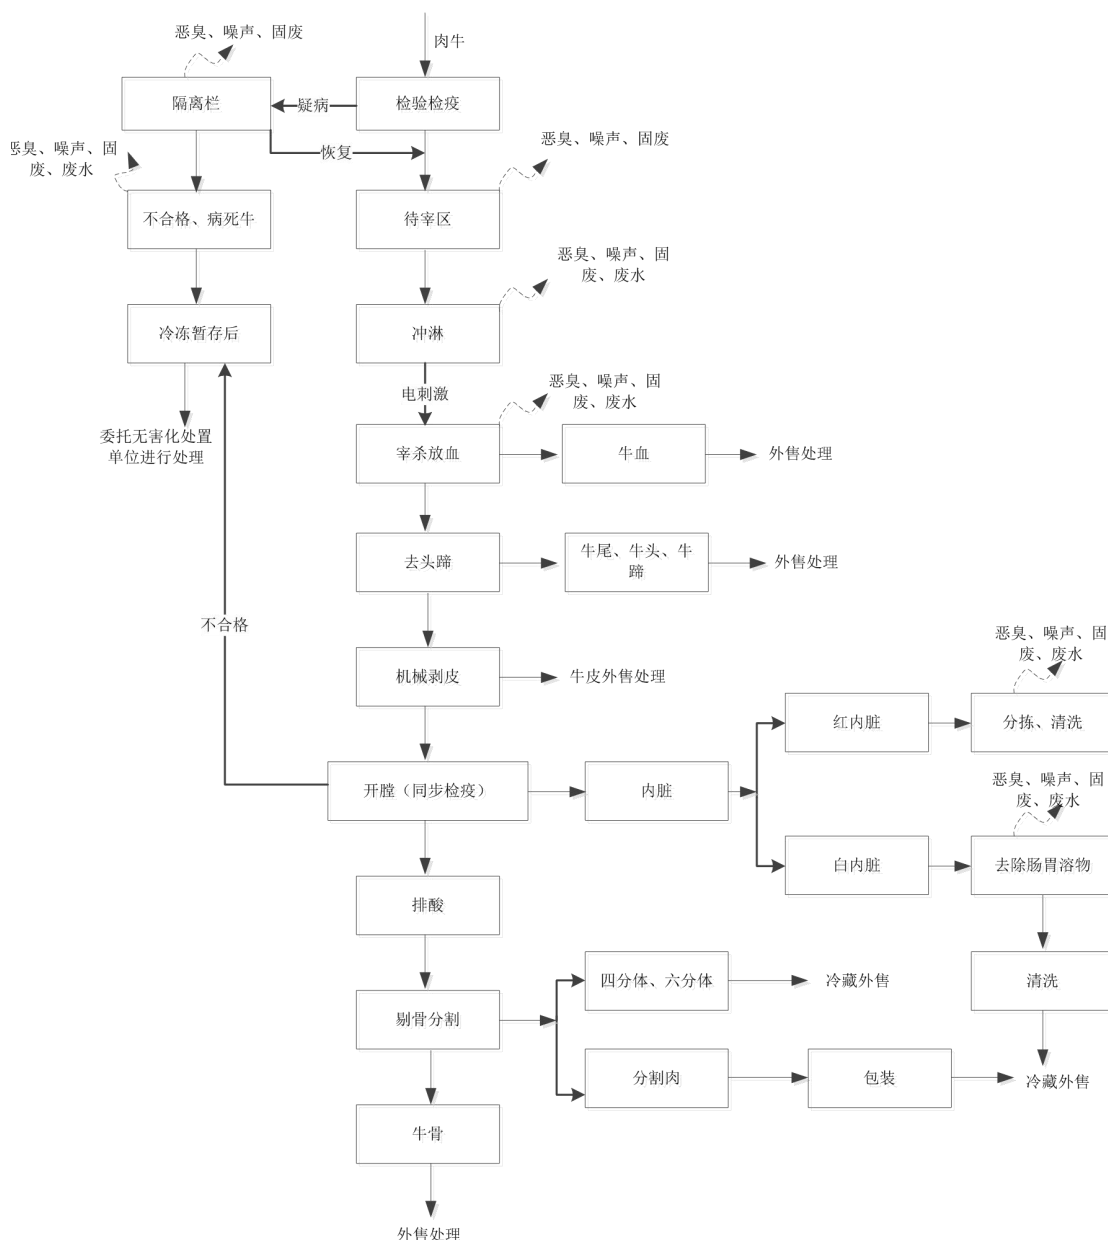 恶臭、噪声、固废
肉牛
隔离栏
疑病
检验检疫
恶臭、噪声、固
废、废水
恢复
恶臭、噪声、固废
不合格、病死牛
待宰区
恶臭、噪声、固
废、废水
冷冻暂存后
冲淋
电刺激
恶臭、噪声、固
废、废水
委托无害化处置
单位进行处理
宰杀放血
牛血
外售处理
去头蹄
牛尾、牛头、牛
蹄
外售处理
不合格
机械剥皮
牛皮外售处理
恶臭、噪声、固
废、废水
红内脏
分拣、清洗
开膛（同步检疫）
内脏
恶臭、噪声、固
废、废水
白内脏
去除肠胃溶物
排酸
四分体、六分体
冷藏外售
清洗
剔骨分割
分割肉
包装
冷藏外售
牛骨
外售处理